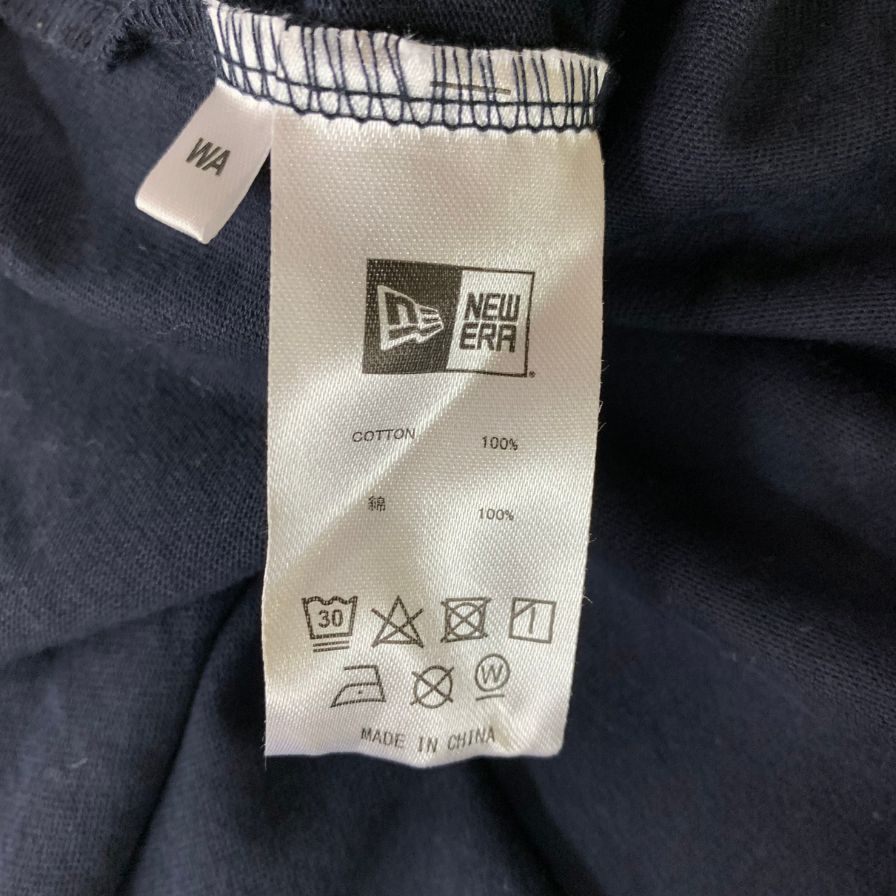 WA
NEW
ERA
COTTON 100%
綿 100%
30
W
MADE IN CHINA